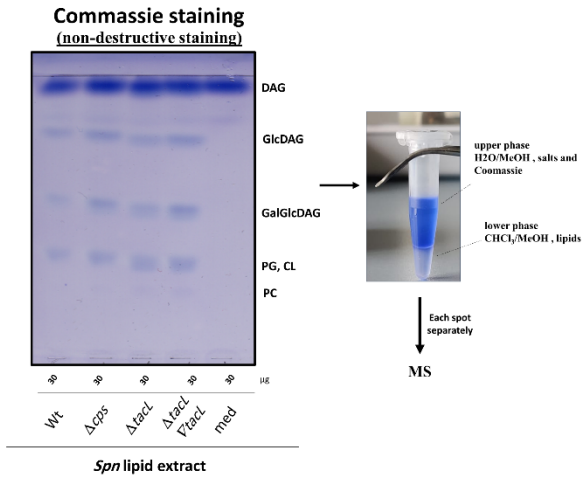 Commassie staining
(non-destructive staining)
DAG
GlcDAG
GalGlcDAG
PG, CL
PC
upper phase
H2O/MeOH , salts and
Coomassie
lower phase
CHCl3/MeOH , lipids
Each spot
separately
MS
30 30 30 30 30 µg
Wt
Δcps
ΔtacL
ΔtacL
∇tacL
med
Spn lipid extract